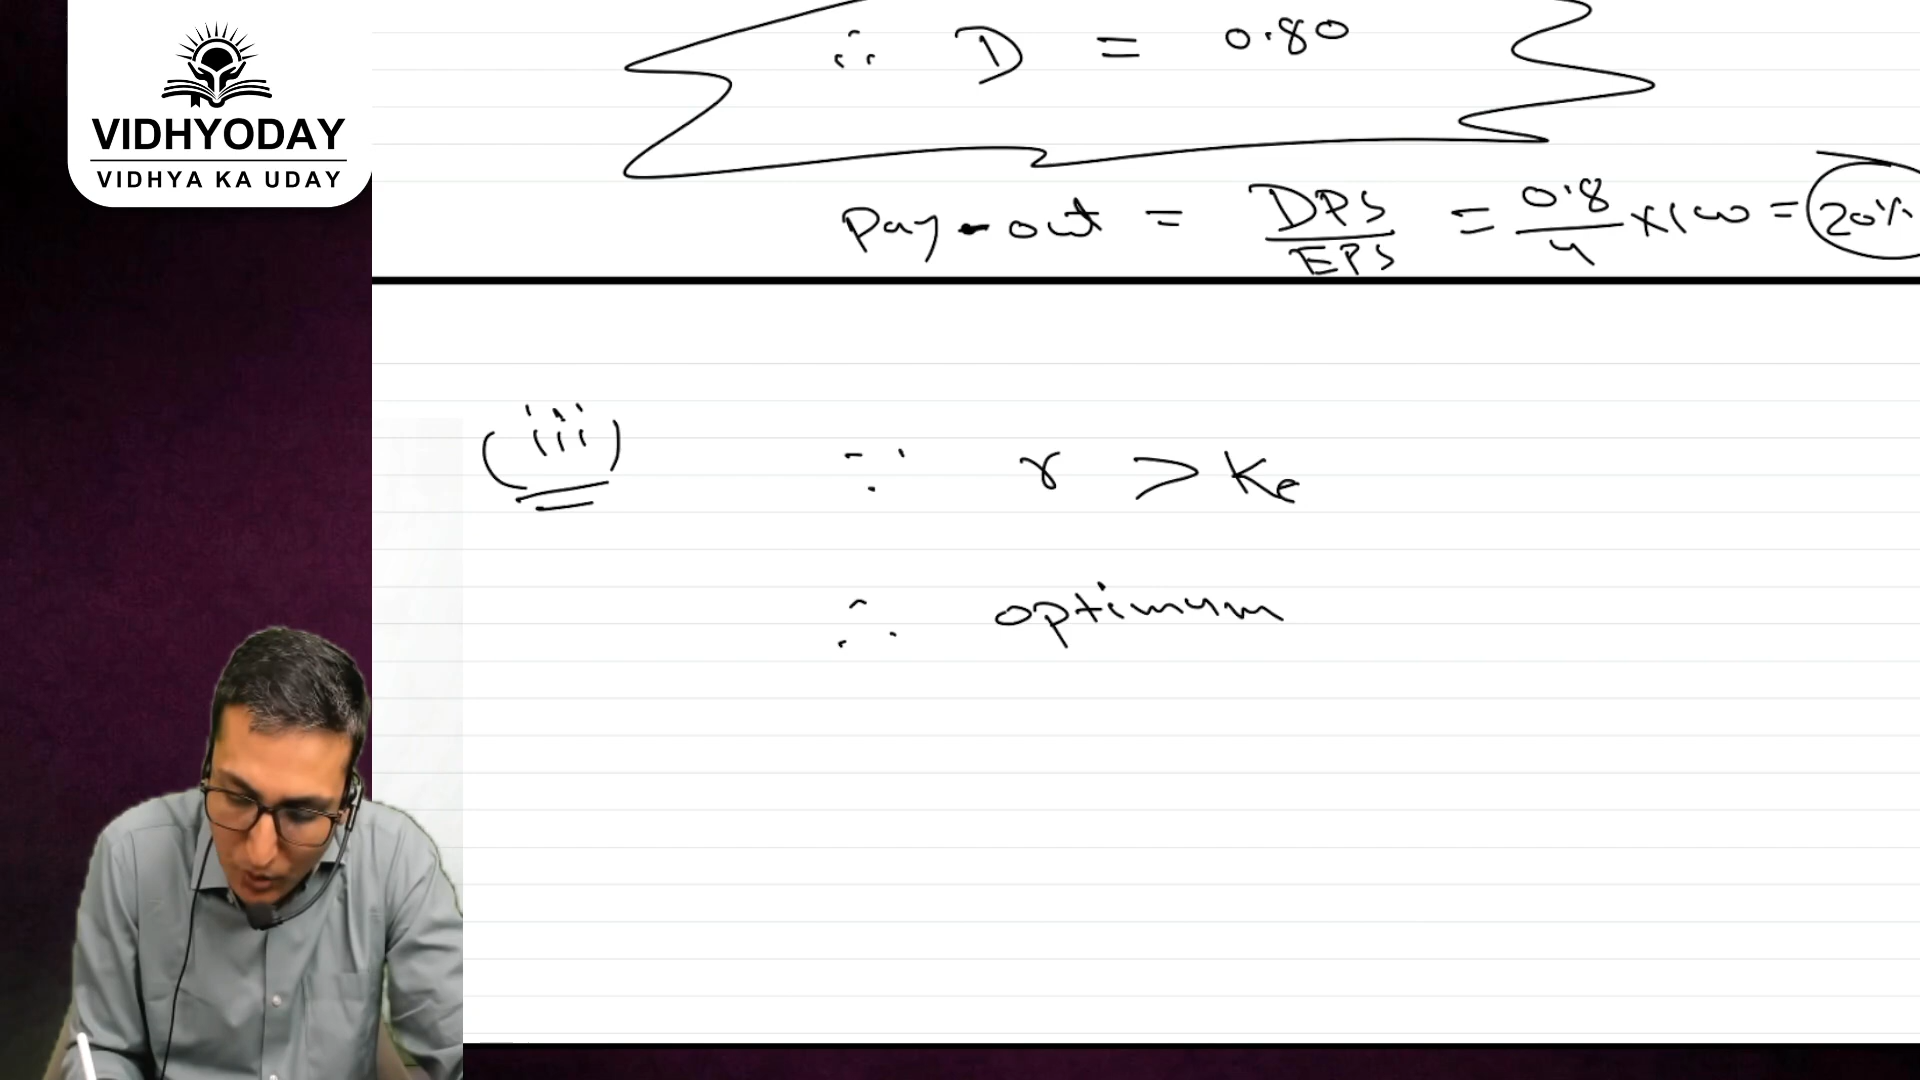 VIDHYODAY
VIDHYA KA UDAY
∴ D = 0.80
Pay-out = DPS/EPS = 0.8/4 × 100 = 20%
(iii) ∵ r > Ke
∴ optimum